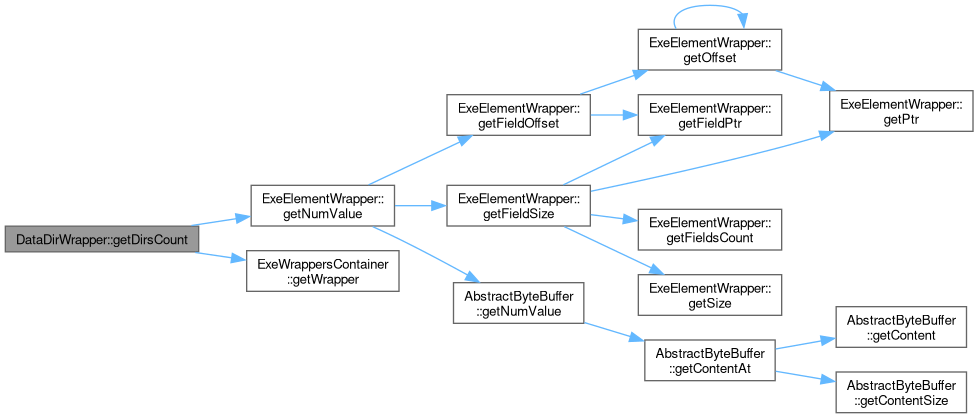 DataDirWrapper::getDirsCount
ExeElementWrapper::
getNumValue
ExeWrappersContainer
::getWrapper
ExeElementWrapper::
getFieldOffset
ExeElementWrapper::
getFieldSize
AbstractByteBuffer
::getNumValue
ExeElementWrapper::
getOffset
ExeElementWrapper::
getFieldPtr
ExeElementWrapper::
getFieldsCount
ExeElementWrapper::
getSize
AbstractByteBuffer
::getContentAt
ExeElementWrapper::
getPtr
AbstractByteBuffer
::getContent
AbstractByteBuffer
::getContentSize